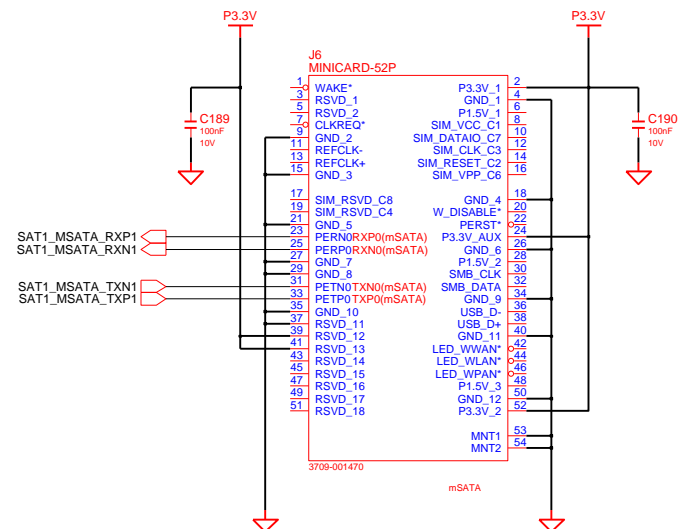 P3.3V
P3.3V
J6
MINICARD-52P
C189
100nF
10V
C190
100nF
10V
1 WAKE* P3.3V_1 2
3 RSVD_1 GND_1 4
5 RSVD_2 P1.5V_1 6
7 CLKREQ* SIM_VCC_C1 8
9 GND_2 SIM_DATAIO_C7 10
11 REFCLK- SIM_CLK_C3 12
13 REFCLK+ SIM_RESET_C2 14
15 GND_3 SIM_VPP_C6 16
17 SIM_RSVD_C8 GND_4 18
19 SIM_RSVD_C4 W_DISABLE* 20
21 GND_5 PERST* 22
SAT1_MSATA_RXP1 23 PERN0RXP0(mSATA) P3.3V_AUX 24
SAT1_MSATA_RXN1 25 PERP0RXN0(mSATA) GND_6 26
27 GND_7 P1.5V_2 28
29 GND_8 SMB_CLK 30
SAT1_MSATA_TXN1 31 PETN0TXN0(mSATA) SMB_DATA 32
SAT1_MSATA_TXP1 33 PETP0TXP0(mSATA) GND_9 34
35 GND_10 USB_D- 36
37 RSVD_11 USB_D+ 38
39 RSVD_12 GND_11 40
41 RSVD_13 LED_WWAN* 42
43 RSVD_14 LED_WLAN* 44
45 RSVD_15 LED_WPAN* 46
47 RSVD_16 P1.5V_3 48
49 RSVD_17 GND_12 50
51 RSVD_18 P3.3V_2 52
MNT1 53
MNT2 54
3709-001470
mSATA